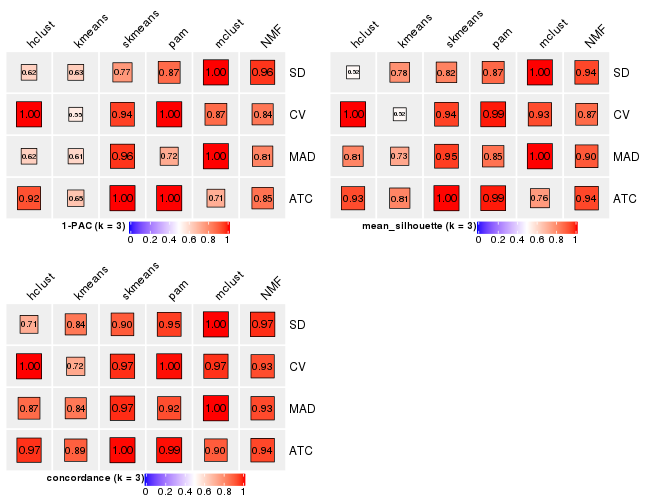 hclust kmeans skmeans pam mclust NMF
0.62 0.63 0.77 0.87 1.00 0.96 SD
1.00 0.55 0.94 1.00 0.87 0.84 CV
0.62 0.61 0.96 0.72 1.00 0.81 MAD
0.92 0.65 1.00 1.00 0.71 0.85 ATC
1-PAC (k = 3)
0 0.2 0.4 0.6 0.8 1
hclust kmeans skmeans pam mclust NMF
0.52 0.78 0.82 0.87 1.00 0.94 SD
1.00 0.52 0.94 0.99 0.93 0.87 CV
0.81 0.73 0.95 0.85 1.00 0.90 MAD
0.93 0.81 1.00 0.99 0.76 0.94 ATC
mean_silhouette (k = 3)
0 0.2 0.4 0.6 0.8 1
hclust kmeans skmeans pam mclust NMF
0.71 0.84 0.90 0.95 1.00 0.97 SD
1.00 0.72 0.97 1.00 0.97 0.93 CV
0.87 0.84 0.97 0.92 1.00 0.93 MAD
0.97 0.89 1.00 0.99 0.90 0.94 ATC
concordance (k = 3)
0 0.2 0.4 0.6 0.8 1